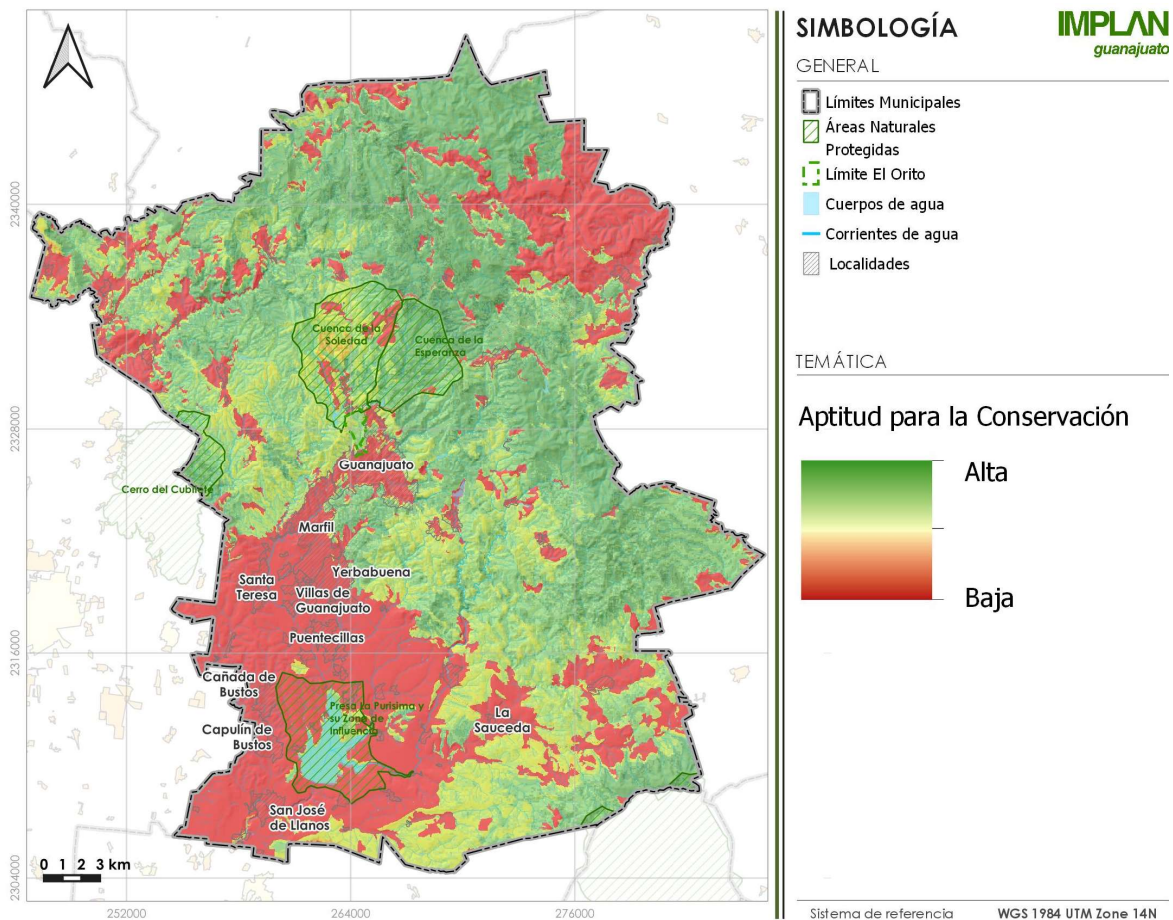 SIMBOLOGÍA
IMPLAN
guanajuato
GENERAL
Límites Municipales
Áreas Naturales
Protegidas
Límite El Orito
Cuerpos de agua
Corrientes de agua
Localidades
TEMÁTICA
Aptitud para la Conservación
Alta
Baja
Sistema de referencia
WGS 1984 UTM Zone 14N
2340000
2328000
2316000
2304000
252000
264000
276000
0 1 2 3 km
Cuenca de la
Soledad
Cuenca de la
Esperanza
Cerro del Cubilete
Guanajuato
Marfil
Yerbabuena
Santa
Teresa
Villas de
Guanajuato
Puentecillas
Cañada de
Bustos
Presa La Purísima y
su Zona de
Influencia
Capulín de
Bustos
La
Sauceda
San José
de Llanos